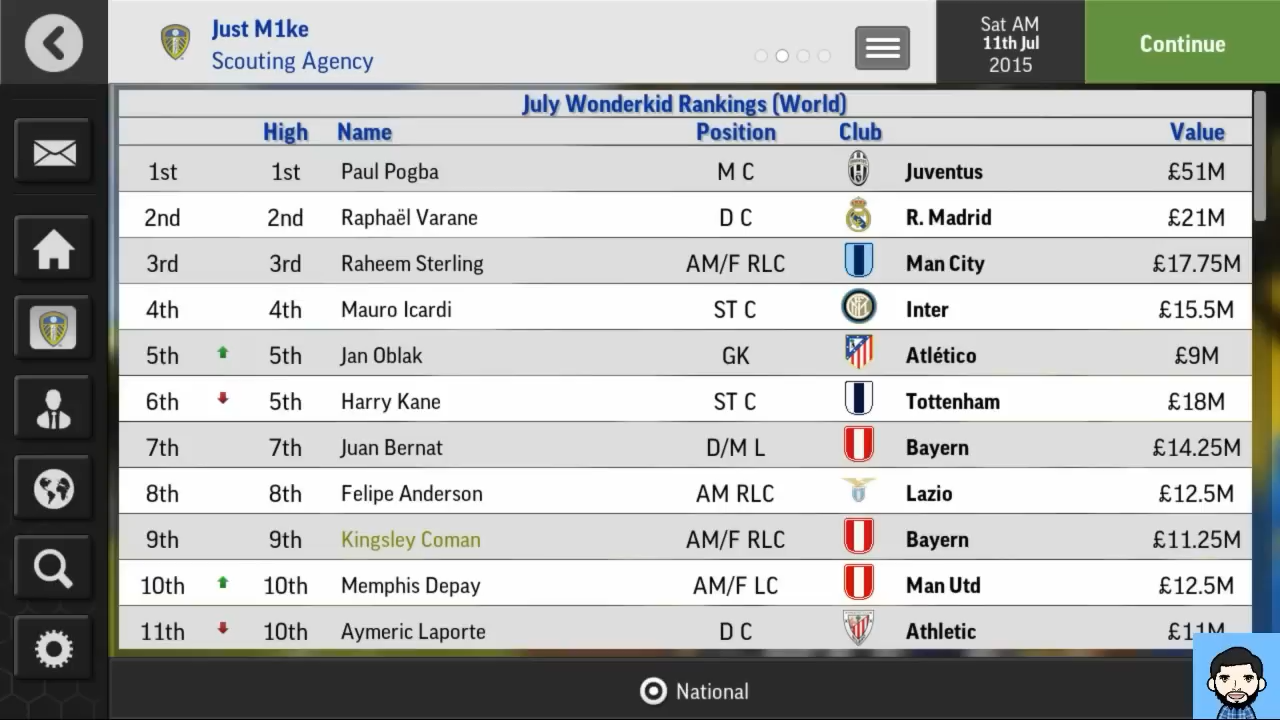 Just M1ke
Scouting Agency
Sat AM
11th Jul
2015
Continue
July Wonderkid Rankings (World)
High Name Position Club Value
1st 1st Paul Pogba M C Juventus £51M
2nd 2nd Raphaël Varane D C R. Madrid £21M
3rd 3rd Raheem Sterling AM/F RLC Man City £17.75M
4th 4th Mauro Icardi ST C Inter £15.5M
5th 5th Jan Oblak GK Atlético £9M
6th 5th Harry Kane ST C Tottenham £18M
7th 7th Juan Bernat D/M L Bayern £14.25M
8th 8th Felipe Anderson AM RLC Lazio £12.5M
9th 9th Kingsley Coman AM/F RLC Bayern £11.25M
10th 10th Memphis Depay AM/F LC Man Utd £12.5M
11th 10th Aymeric Laporte D C Athletic £11M
National